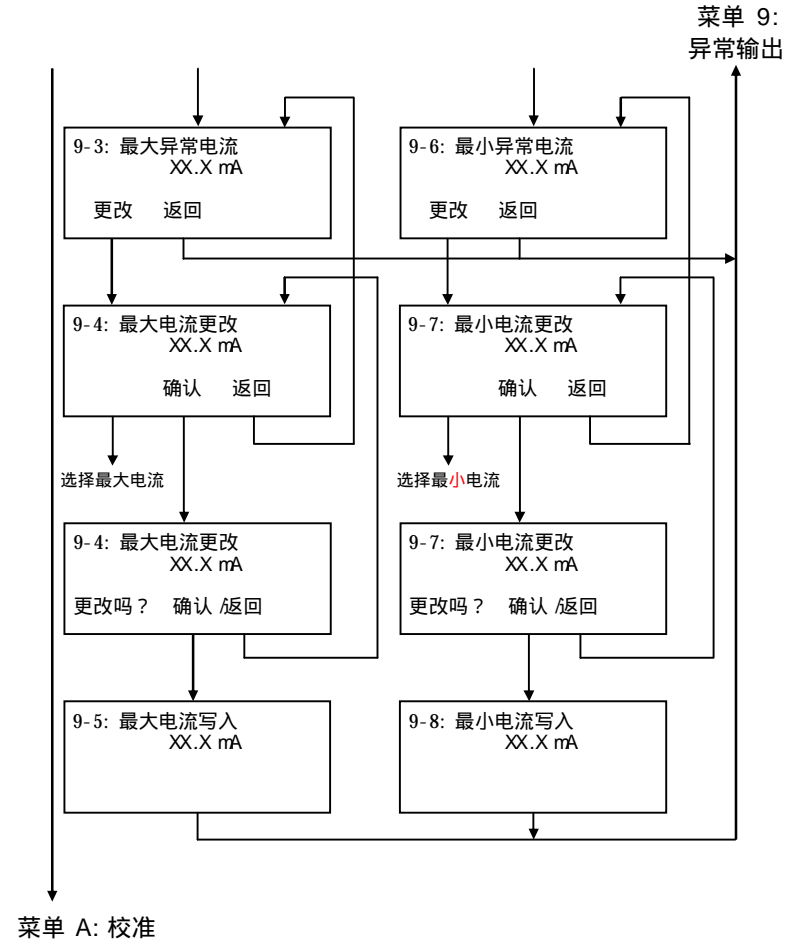 菜单 9:
异常输出
9-3: 最大异常电流
XX.X mA
更改 返回
9-6: 最小异常电流
XX.X mA
更改 返回
9-4: 最大电流更改
XX.X mA
确认 返回
9-7: 最小电流更改
XX.X mA
确认 返回
选择最大电流
选择最小电流
9-4: 最大电流更改
XX.X mA
更改吗？ 确认 /返回
9-7: 最小电流更改
XX.X mA
更改吗？ 确认 /返回
9-5: 最大电流写入
XX.X mA
9-8: 最小电流写入
XX.X mA
菜单 A: 校准